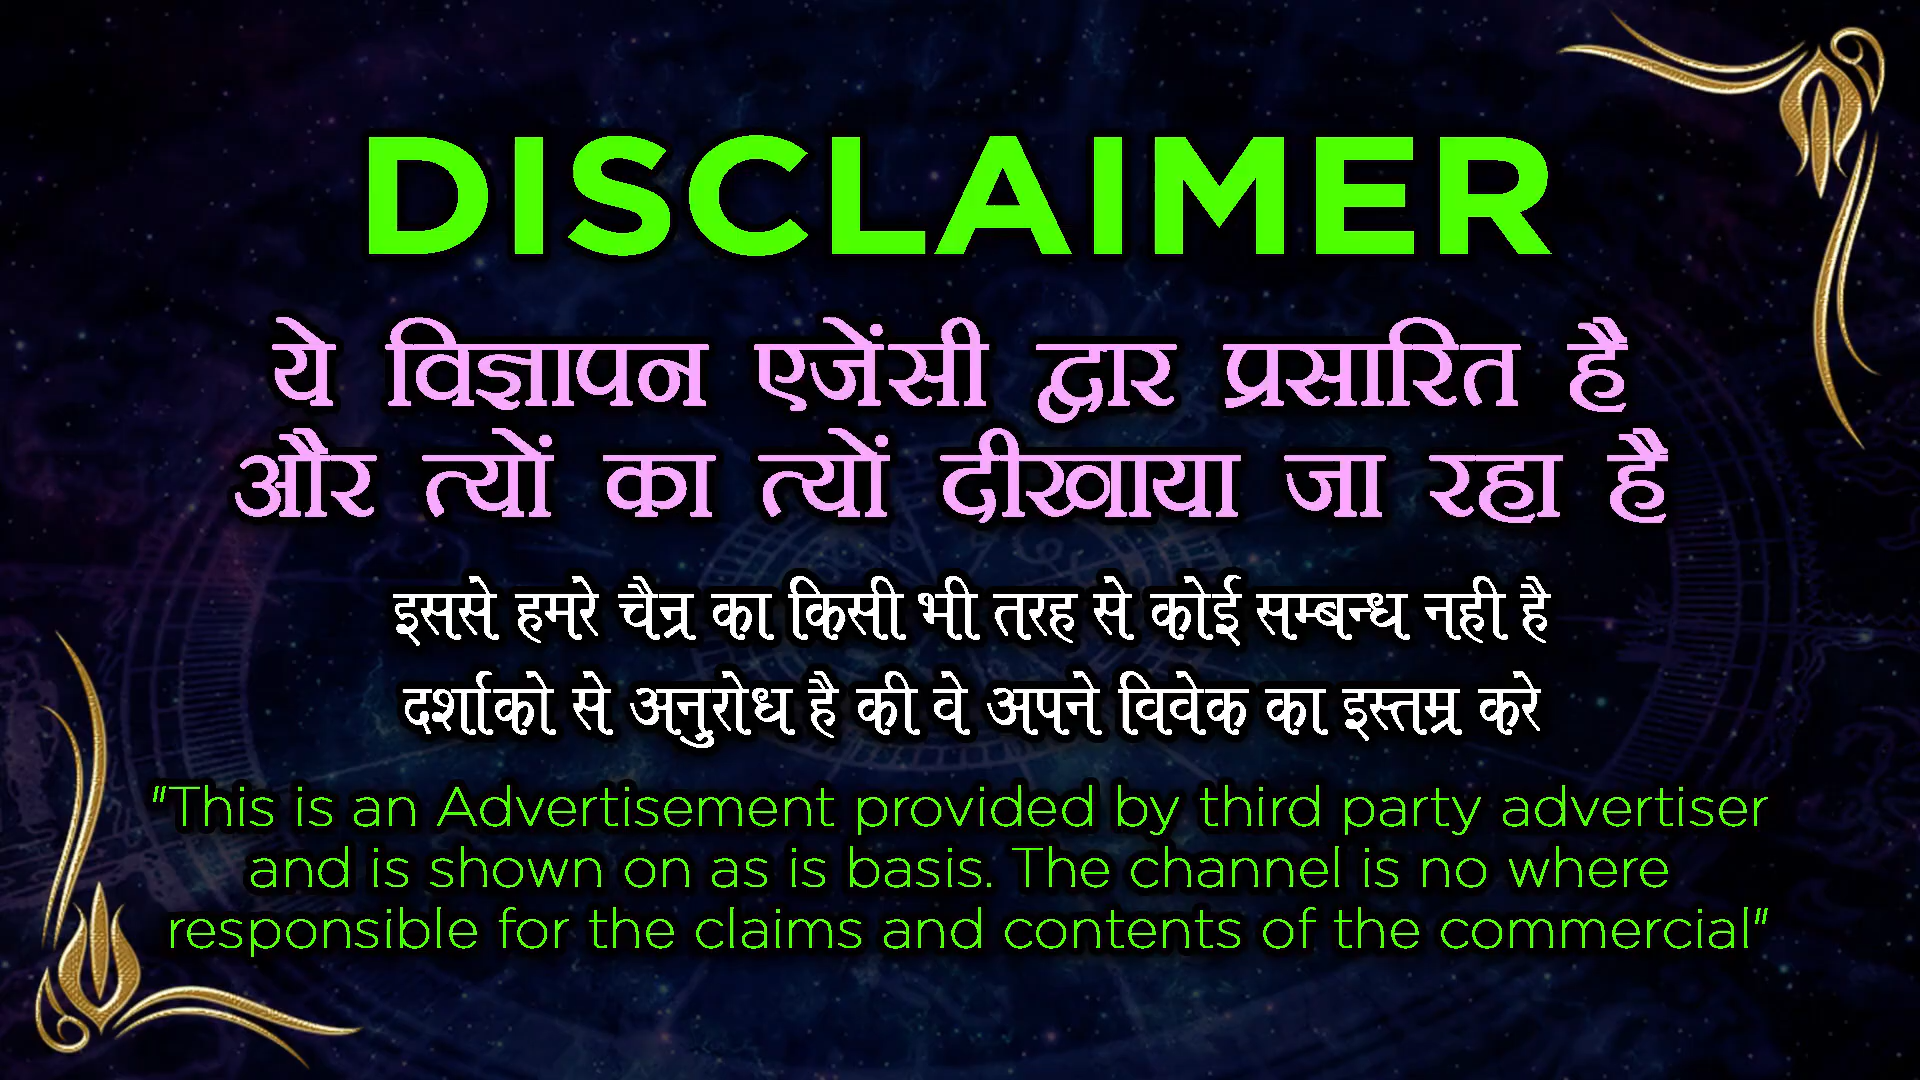 DISCLAIMER
ये विज्ञापन एजेंसी द्वार प्रसारित है
और त्यों का त्यों दीखाया जा रहा है
इससे हमरे चैन्र का किसी भी तरह से कोई सम्बन्ध नही है
दर्शाको से अनुरोध है की वे अपने विवेक का इस्तम्र करे
"This is an Advertisement provided by third party advertiser
and is shown on as is basis. The channel is no where
responsible for the claims and contents of the commercial"